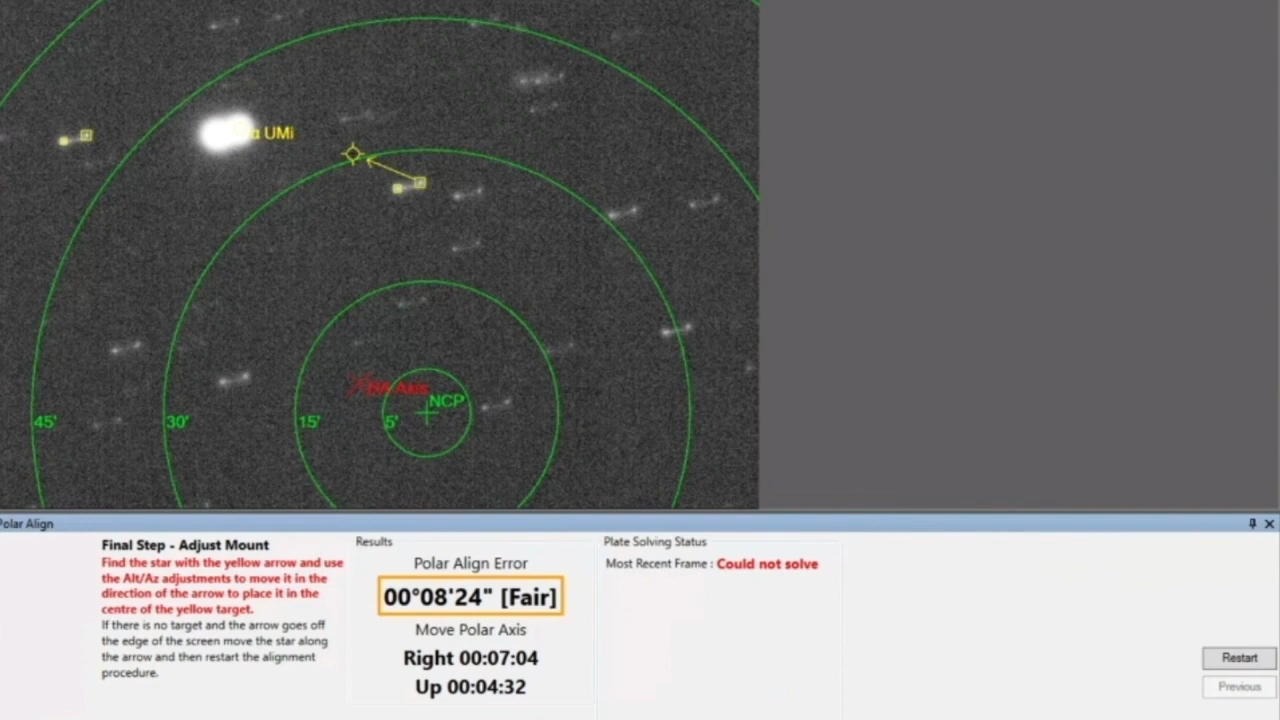 α UMi
RA Axis
NCP
45'
30'
15'
5'
Polar Align
Final Step - Adjust Mount
Find the star with the yellow arrow and use
the Alt/Az adjustments to move it in the
direction of the arrow to place it in the
centre of the yellow target.
If there is no target and the arrow goes off
the edge of the screen move the star along
the arrow and then restart the alignment
procedure.
Results
Polar Align Error
00°08'24" [Fair]
Move Polar Axis
Right 00:07:04
Up 00:04:32
Plate Solving Status
Most Recent Frame : Could not solve
Restart
Previous